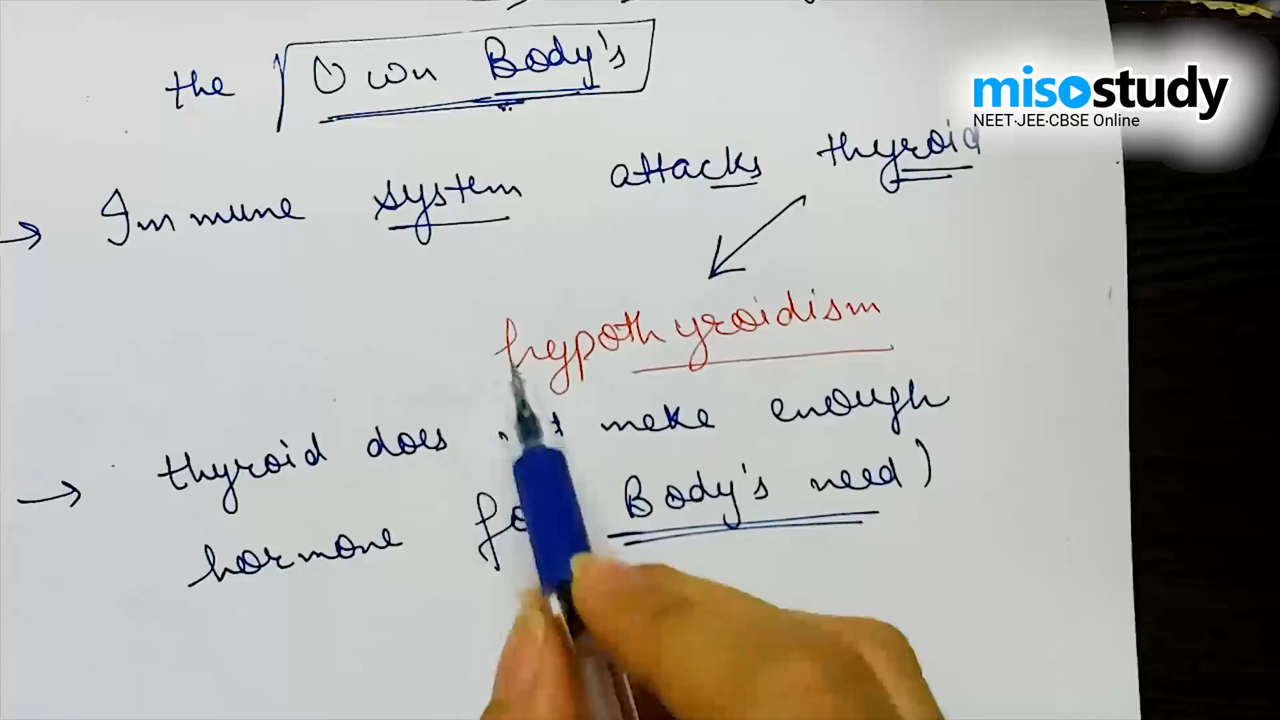 the Own Body's
misostudy
NEET·JEE·CBSE Online
→ Immune system attacks thyroid
hypothyroidism
→ thyroid does make enough
hormone Body's need)